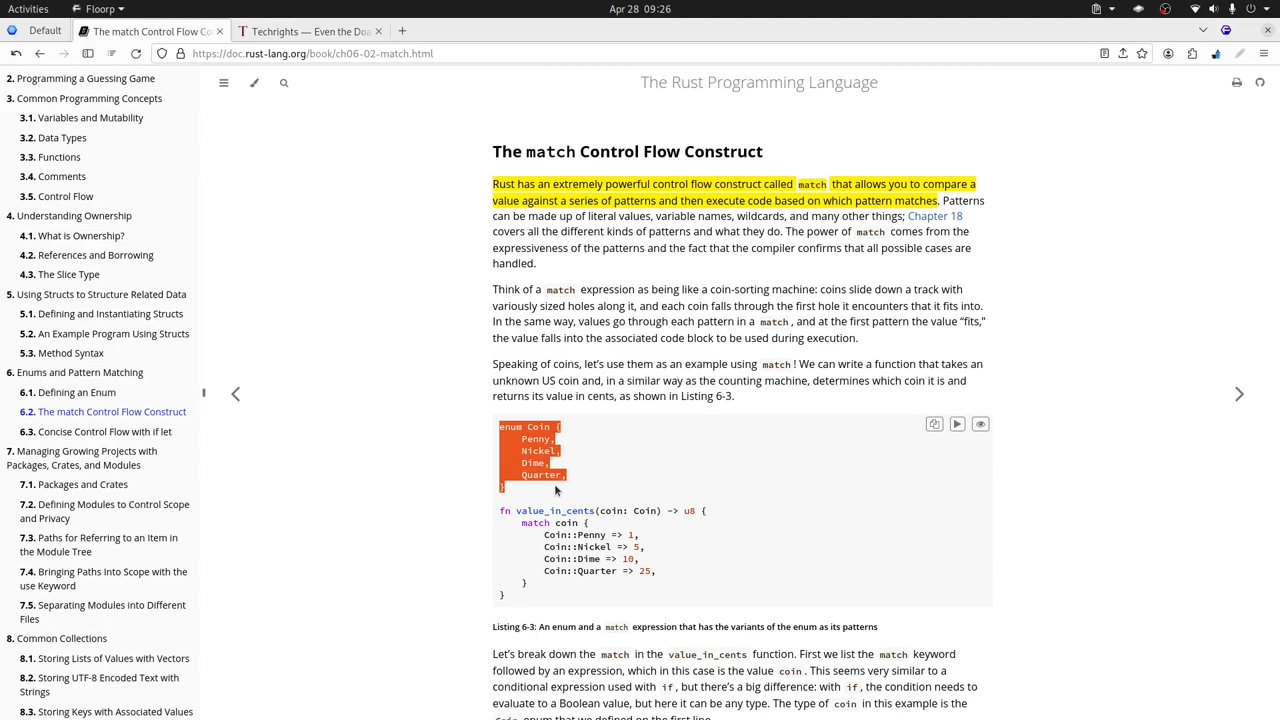 Activities Floorp Apr 28 09:26
Default The match Control Flow Co Techrights — Even the Doa
https://doc.rust-lang.org/book/ch06-02-match.html
2. Programming a Guessing Game
3. Common Programming Concepts
3.1. Variables and Mutability
3.2. Data Types
3.3. Functions
3.4. Comments
3.5. Control Flow
4. Understanding Ownership
4.1. What is Ownership?
4.2. References and Borrowing
4.3. The Slice Type
5. Using Structs to Structure Related Data
5.1. Defining and Instantiating Structs
5.2. An Example Program Using Structs
5.3. Method Syntax
6. Enums and Pattern Matching
6.1. Defining an Enum
6.2. The match Control Flow Construct
6.3. Concise Control Flow with if let
7. Managing Growing Projects with
Packages, Crates, and Modules
7.1. Packages and Crates
7.2. Defining Modules to Control Scope
and Privacy
7.3. Paths for Referring to an Item in
the Module Tree
7.4. Bringing Paths Into Scope with the
use Keyword
7.5. Separating Modules into Different
Files
8. Common Collections
8.1. Storing Lists of Values with Vectors
8.2. Storing UTF-8 Encoded Text with
Strings
8.3. Storing Keys with Associated Values
The Rust Programming Language
The match Control Flow Construct
Rust has an extremely powerful control flow construct called match that allows you to compare a
value against a series of patterns and then execute code based on which pattern matches. Patterns
can be made up of literal values, variable names, wildcards, and many other things; Chapter 18
covers all the different kinds of patterns and what they do. The power of match comes from the
expressiveness of the patterns and the fact that the compiler confirms that all possible cases are
handled.
Think of a match expression as being like a coin-sorting machine: coins slide down a track with
variously sized holes along it, and each coin falls through the first hole it encounters that it fits into.
In the same way, values go through each pattern in a match, and at the first pattern the value “fits,”
the value falls into the associated code block to be used during execution.
Speaking of coins, let’s use them as an example using match! We can write a function that takes an
unknown US coin and, in a similar way as the counting machine, determines which coin it is and
returns its value in cents, as shown in Listing 6-3.
enum Coin {
Penny,
Nickel,
Dime,
Quarter,
}
fn value_in_cents(coin: Coin) -> u8 {
match coin {
Coin::Penny => 1,
Coin::Nickel => 5,
Coin::Dime => 10,
Coin::Quarter => 25,
}
}
Listing 6-3: An enum and a match expression that has the variants of the enum as its patterns
Let’s break down the match in the value_in_cents function. First we list the match keyword
followed by an expression, which in this case is the value coin. This seems very similar to a
conditional expression used with if, but there’s a big difference: with if, the condition needs to
evaluate to a Boolean value, but here it can be any type. The type of coin in this example is the
Coin enum that we defined on the first line.